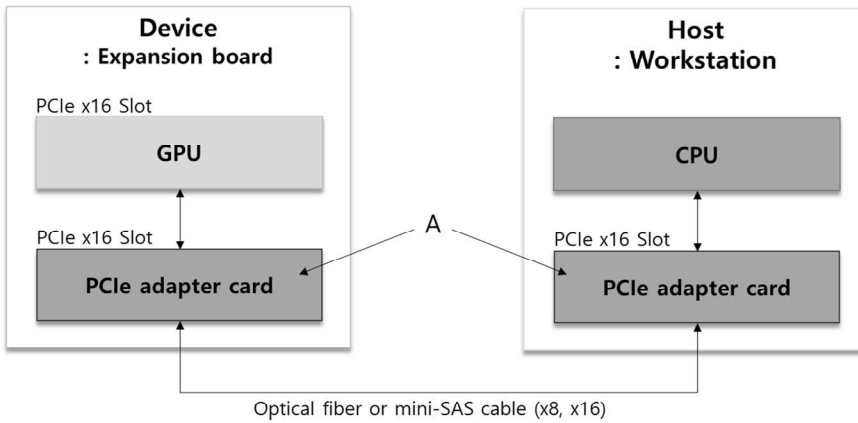 Device
: Expansion board
PCIe x16 Slot
GPU
PCIe x16 Slot
PCIe adapter card
A
Host
: Workstation
CPU
PCIe x16 Slot
PCIe adapter card
Optical fiber or mini-SAS cable (x8, x16)